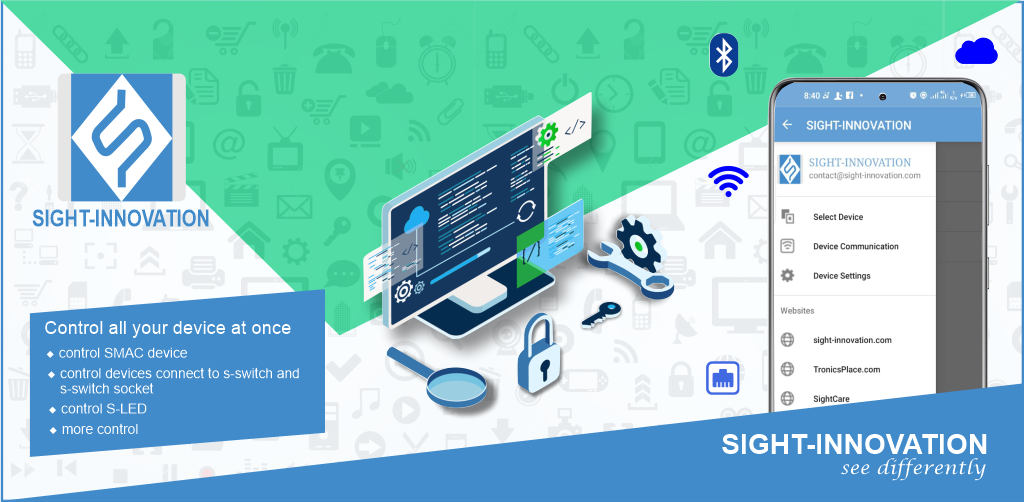 SIGHT-INNOVATION
Control all your device at once
control SMAC device
control devices connect to s-switch and
s-switch socket
control S-LED
more control
</>
</>
8:40
SIGHT-INNOVATION
SIGHT-INNOVATION
contact@sight-innovation.com
Select Device
Device Communication
Device Settings
Websites
sight-innovation.com
TronicsPlace.com
SightCare
SIGHT-INNOVATION
see differently